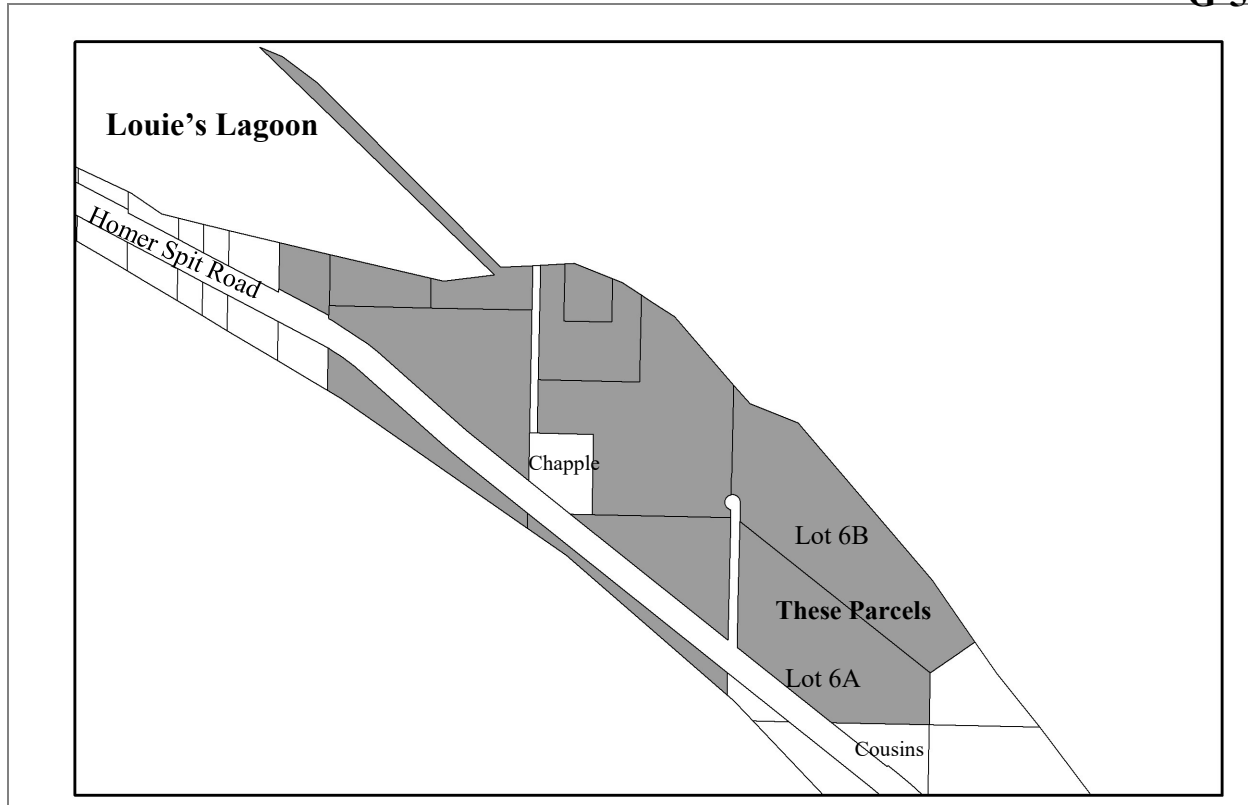 Louie's Lagoon
Homer Spit Road
Chapple
Lot 6B
These Parcels
Lot 6A
Cousins